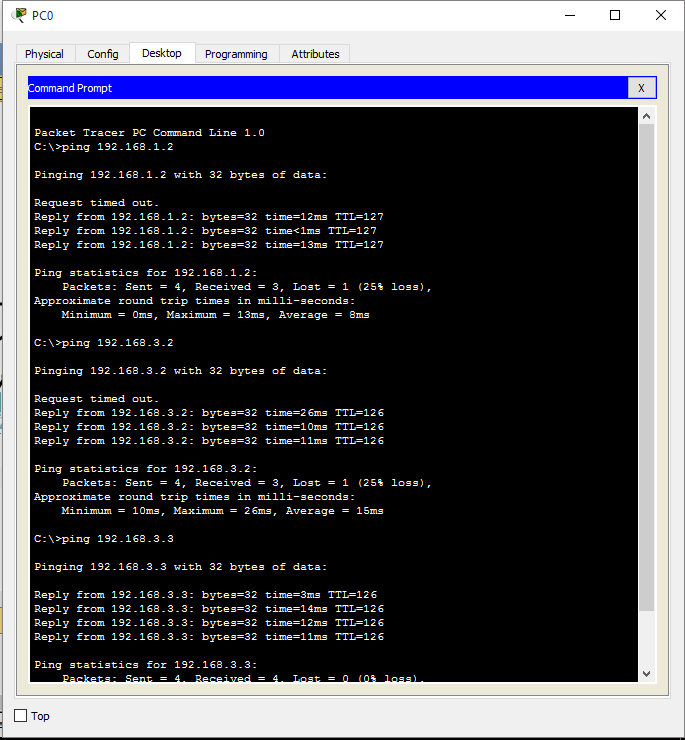 PC0
Physical Config Desktop Programming Attributes
Command Prompt X
Packet Tracer PC Command Line 1.0
C:\>ping 192.168.1.2
Pinging 192.168.1.2 with 32 bytes of data:
Request timed out.
Reply from 192.168.1.2: bytes=32 time=12ms TTL=127
Reply from 192.168.1.2: bytes=32 time<1ms TTL=127
Reply from 192.168.1.2: bytes=32 time=13ms TTL=127
Ping statistics for 192.168.1.2:
Packets: Sent = 4, Received = 3, Lost = 1 (25% loss),
Approximate round trip times in milli-seconds:
Minimum = 0ms, Maximum = 13ms, Average = 8ms
C:\>ping 192.168.3.2
Pinging 192.168.3.2 with 32 bytes of data:
Request timed out.
Reply from 192.168.3.2: bytes=32 time=26ms TTL=126
Reply from 192.168.3.2: bytes=32 time=10ms TTL=126
Reply from 192.168.3.2: bytes=32 time=11ms TTL=126
Ping statistics for 192.168.3.2:
Packets: Sent = 4, Received = 3, Lost = 1 (25% loss),
Approximate round trip times in milli-seconds:
Minimum = 10ms, Maximum = 26ms, Average = 15ms
C:\>ping 192.168.3.3
Pinging 192.168.3.3 with 32 bytes of data:
Reply from 192.168.3.3: bytes=32 time=3ms TTL=126
Reply from 192.168.3.3: bytes=32 time=14ms TTL=126
Reply from 192.168.3.3: bytes=32 time=12ms TTL=126
Reply from 192.168.3.3: bytes=32 time=11ms TTL=126
Ping statistics for 192.168.3.3:
Packets: Sent = 4, Received = 4, Lost = 0 (0% loss),
Top